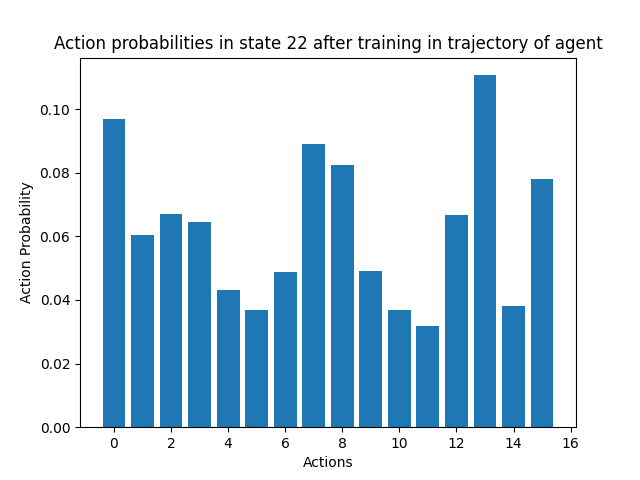 Action probabilities in state 22 after training in trajectory of agent
0.10
0.08
0.06
0.04
0.02
0.00
Action Probability
0 2 4 6 8 10 12 14 16
Actions